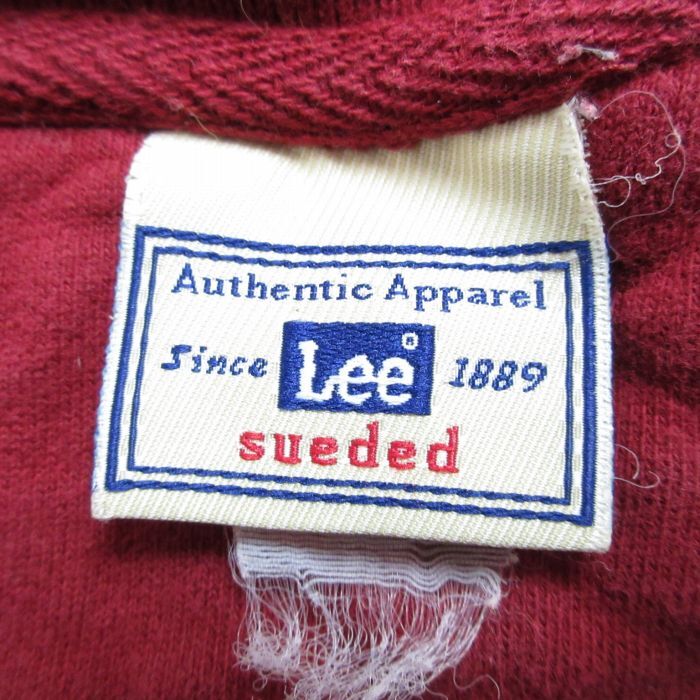 Authentic Apparel
Since Lee® 1889
sueded